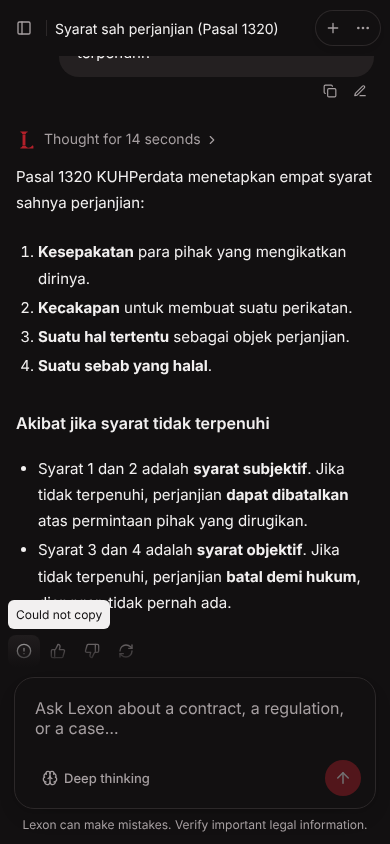 Syarat sah perjanjian (Pasal 1320)
L Thought for 14 seconds
Pasal 1320 KUHPerdata menetapkan empat syarat
sahnya perjanjian:
1. Kesepakatan para pihak yang mengikatkan
dirinya.
2. Kecakapan untuk membuat suatu perikatan.
3. Suatu hal tertentu sebagai objek perjanjian.
4. Suatu sebab yang halal.
Akibat jika syarat tidak terpenuhi
• Syarat 1 dan 2 adalah syarat subjektif. Jika
tidak terpenuhi, perjanjian dapat dibatalkan
atas permintaan pihak yang dirugikan.
• Syarat 3 dan 4 adalah syarat objektif. Jika
tidak terpenuhi, perjanjian batal demi hukum,
tidak pernah ada.
Could not copy
Ask Lexon about a contract, a regulation,
or a case...
Deep thinking
Lexon can make mistakes. Verify important legal information.